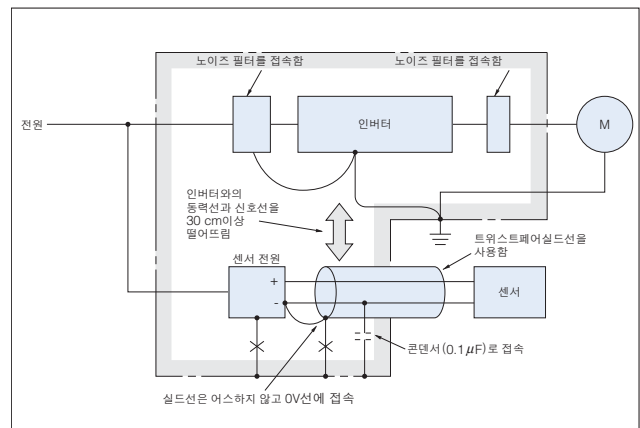 노이즈 필터를 접속함
노이즈 필터를 접속함
전원
인버터
M
인버터와의
동력선과 신호선을
30 cm이상
떨어뜨림
트위스트페어실드선을
사용함
센서 전원
+
-
센서
콘덴서(0.1μF)로 접속
실드선은 어스하지 않고 0V선에 접속